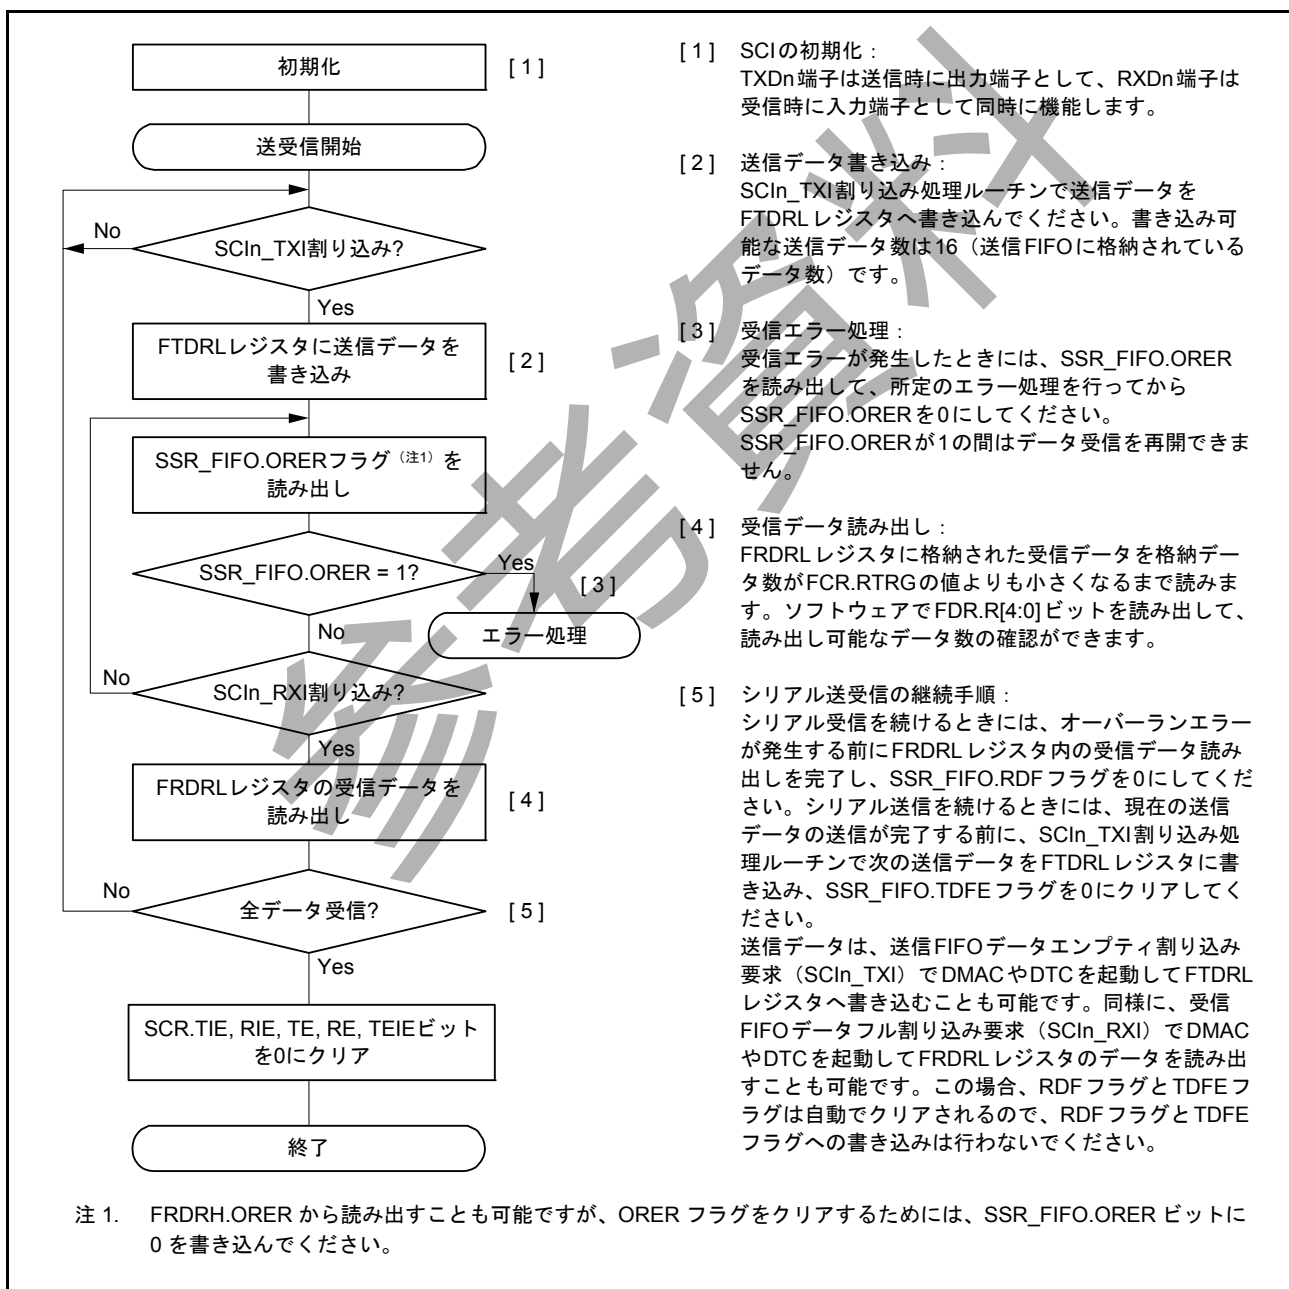 初期化
[ 1 ]
送受信開始
No
SCIn_TXI割り込み?
Yes
FTDRLレジスタに送信データを
書き込み
[ 2 ]
SSR_FIFO.ORERフラグ（注1）を
読み出し
SSR_FIFO.ORER = 1?
Yes
[ 3 ]
エラー処理
No
No
SCIn_RXI割り込み?
Yes
FRDRLレジスタの受信データを
読み出し
[ 4 ]
No
全データ受信?
[ 5 ]
Yes
SCR.TIE, RIE, TE, RE, TEIEビット
を0にクリア
終了
[ 1 ] SCIの初期化：
TXDn端子は送信時に出力端子として、RXDn端子は
受信時に入力端子として同時に機能します。
[ 2 ] 送信データ書き込み：
SCIn_TXI割り込み処理ルーチンで送信データを
FTDRLレジスタへ書き込んでください。書き込み可
能な送信データ数は16（送信FIFOに格納されている
データ数）です。
[ 3 ] 受信エラー処理：
受信エラーが発生したときには、SSR_FIFO.ORER
を読み出して、所定のエラー処理を行ってから
SSR_FIFO.ORERを0にしてください。
SSR_FIFO.ORERが1の間はデータ受信を再開できま
せん。
[ 4 ] 受信データ読み出し：
FRDRLレジスタに格納された受信データを格納デー
タ数がFCR.RTRGの値よりも小さくなるまで読みま
す。ソフトウェアでFDR.R[4:0]ビットを読み出して、
読み出し可能なデータ数の確認ができます。
[ 5 ] シリアル送受信の継続手順：
シリアル受信を続けるときには、オーバーランエラー
が発生する前にFRDRLレジスタ内の受信データ読み
出しを完了し、SSR_FIFO.RDFフラグを0にしてくだ
さい。シリアル送信を続けるときには、現在の送信
データの送信が完了する前に、SCIn_TXI割り込み処
理ルーチンで次の送信データをFTDRLレジスタに書
き込み、SSR_FIFO.TDFEフラグを0にクリアしてく
ださい。
送信データは、送信FIFOデータエンプティ割り込み
要求（SCIn_TXI）でDMACやDTCを起動してFTDRL
レジスタへ書き込むことも可能です。同様に、受信
FIFOデータフル割り込み要求（SCIn_RXI）でDMAC
やDTCを起動してFRDRLレジスタのデータを読み出
すことも可能です。この場合、RDFフラグとTDFEフ
ラグは自動でクリアされるので、RDFフラグとTDFE
フラグへの書き込みは行わないでください。
注 1. FRDRH.ORER から読み出すことも可能ですが、ORER フラグをクリアするためには、SSR_FIFO.ORER ビットに
0 を書き込んでください。
参考資料